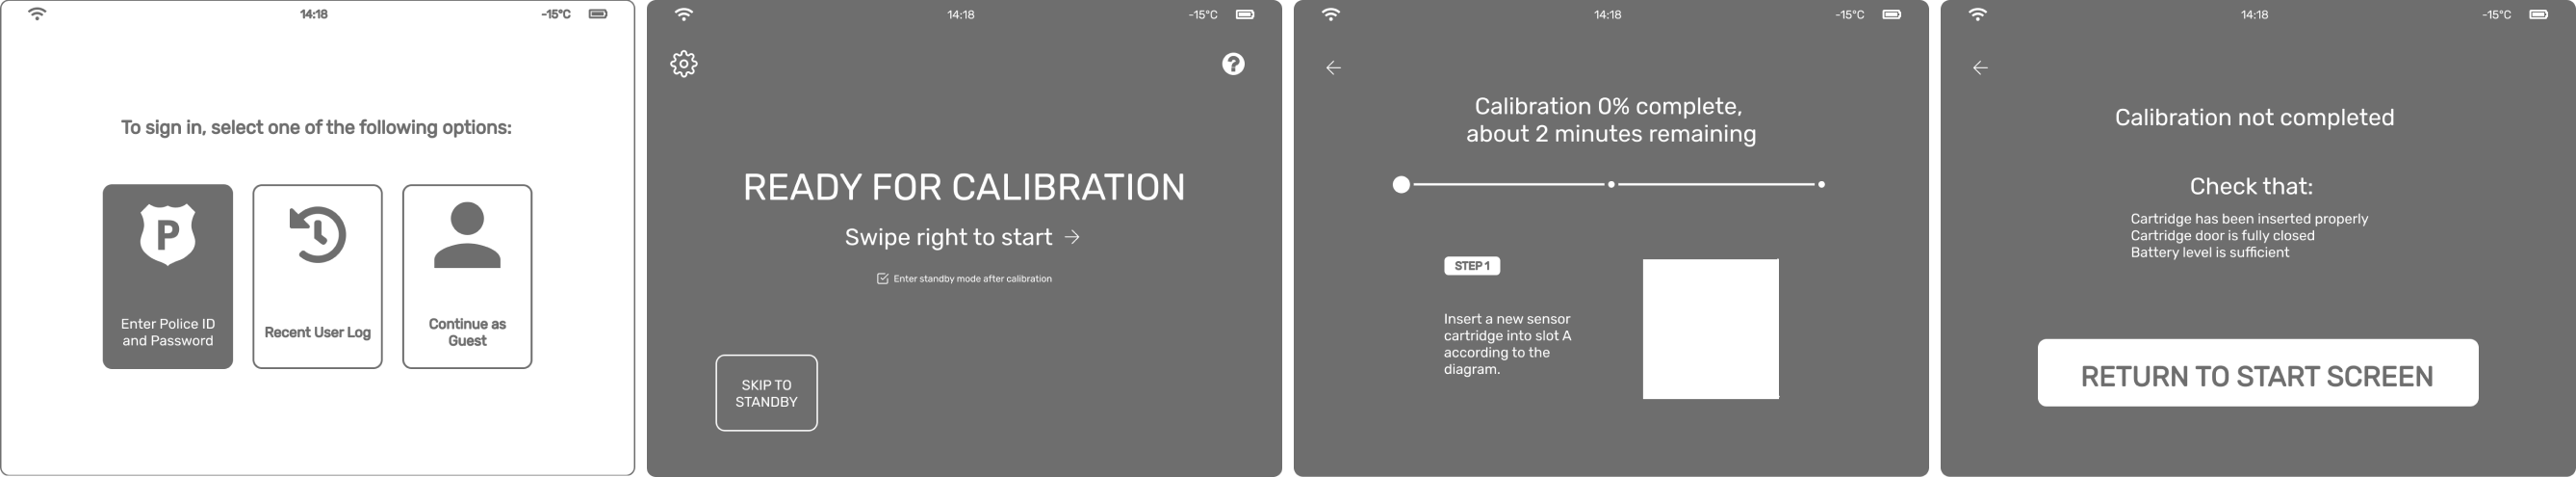 14:18
-15°C
To sign in, select one of the following options:
P
Enter Police ID
and Password
Recent User Log
Continue as
Guest
14:18
-15°C
?
READY FOR CALIBRATION
Swipe right to start
Enter standby mode after calibration
SKIP TO
STANDBY
14:18
-15°C
Calibration 0% complete,
about 2 minutes remaining
STEP 1
Insert a new sensor
cartridge into slot A
according to the
diagram.
14:18
-15°C
Calibration not completed
Check that:
Cartridge has been inserted properly
Cartridge door is fully closed
Battery level is sufficient
RETURN TO START SCREEN